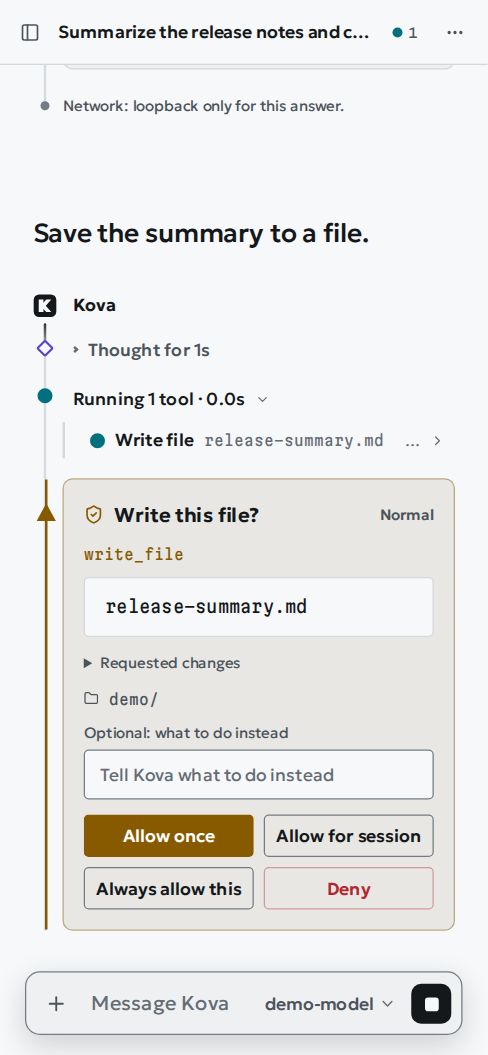 Summarize the release notes and c...
1
Network: loopback only for this answer.
Save the summary to a file.
Kova
Thought for 1s
Running 1 tool · 0.0s
Write file release-summary.md ...
Write this file?
Normal
write_file
release-summary.md
Requested changes
demo/
Optional: what to do instead
Tell Kova what to do instead
Allow once
Allow for session
Always allow this
Deny
Message Kova
demo-model